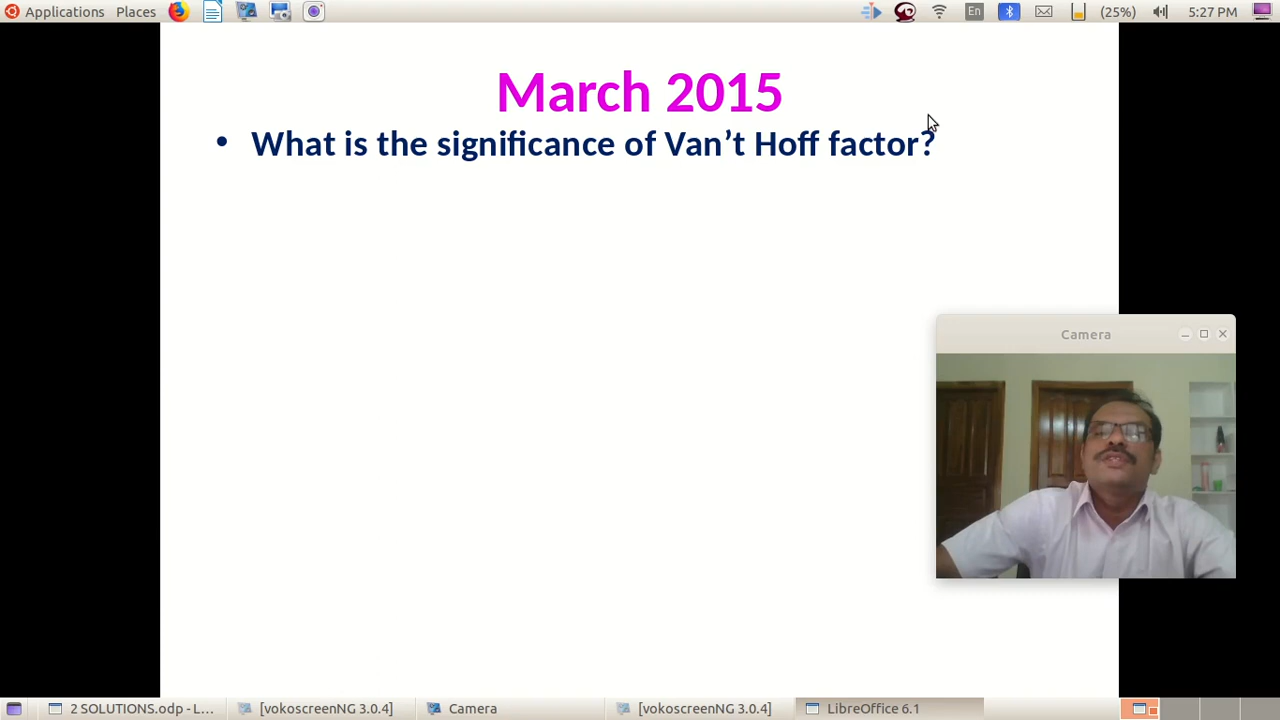 Applications Places En (25%) 5:27 PM
March 2015
• What is the significance of Van’t Hoff factor?
Camera
2 SOLUTIONS.odp - L... [vokoscreenNG 3.0.4] Camera [vokoscreenNG 3.0.4] LibreOffice 6.1